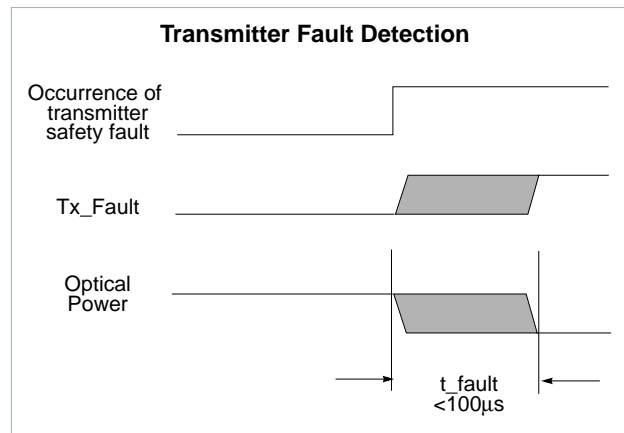 Transmitter Fault Detection
Occurrence of
transmitter
safety fault
Tx_Fault
Optical
Power
t_fault
<100μs